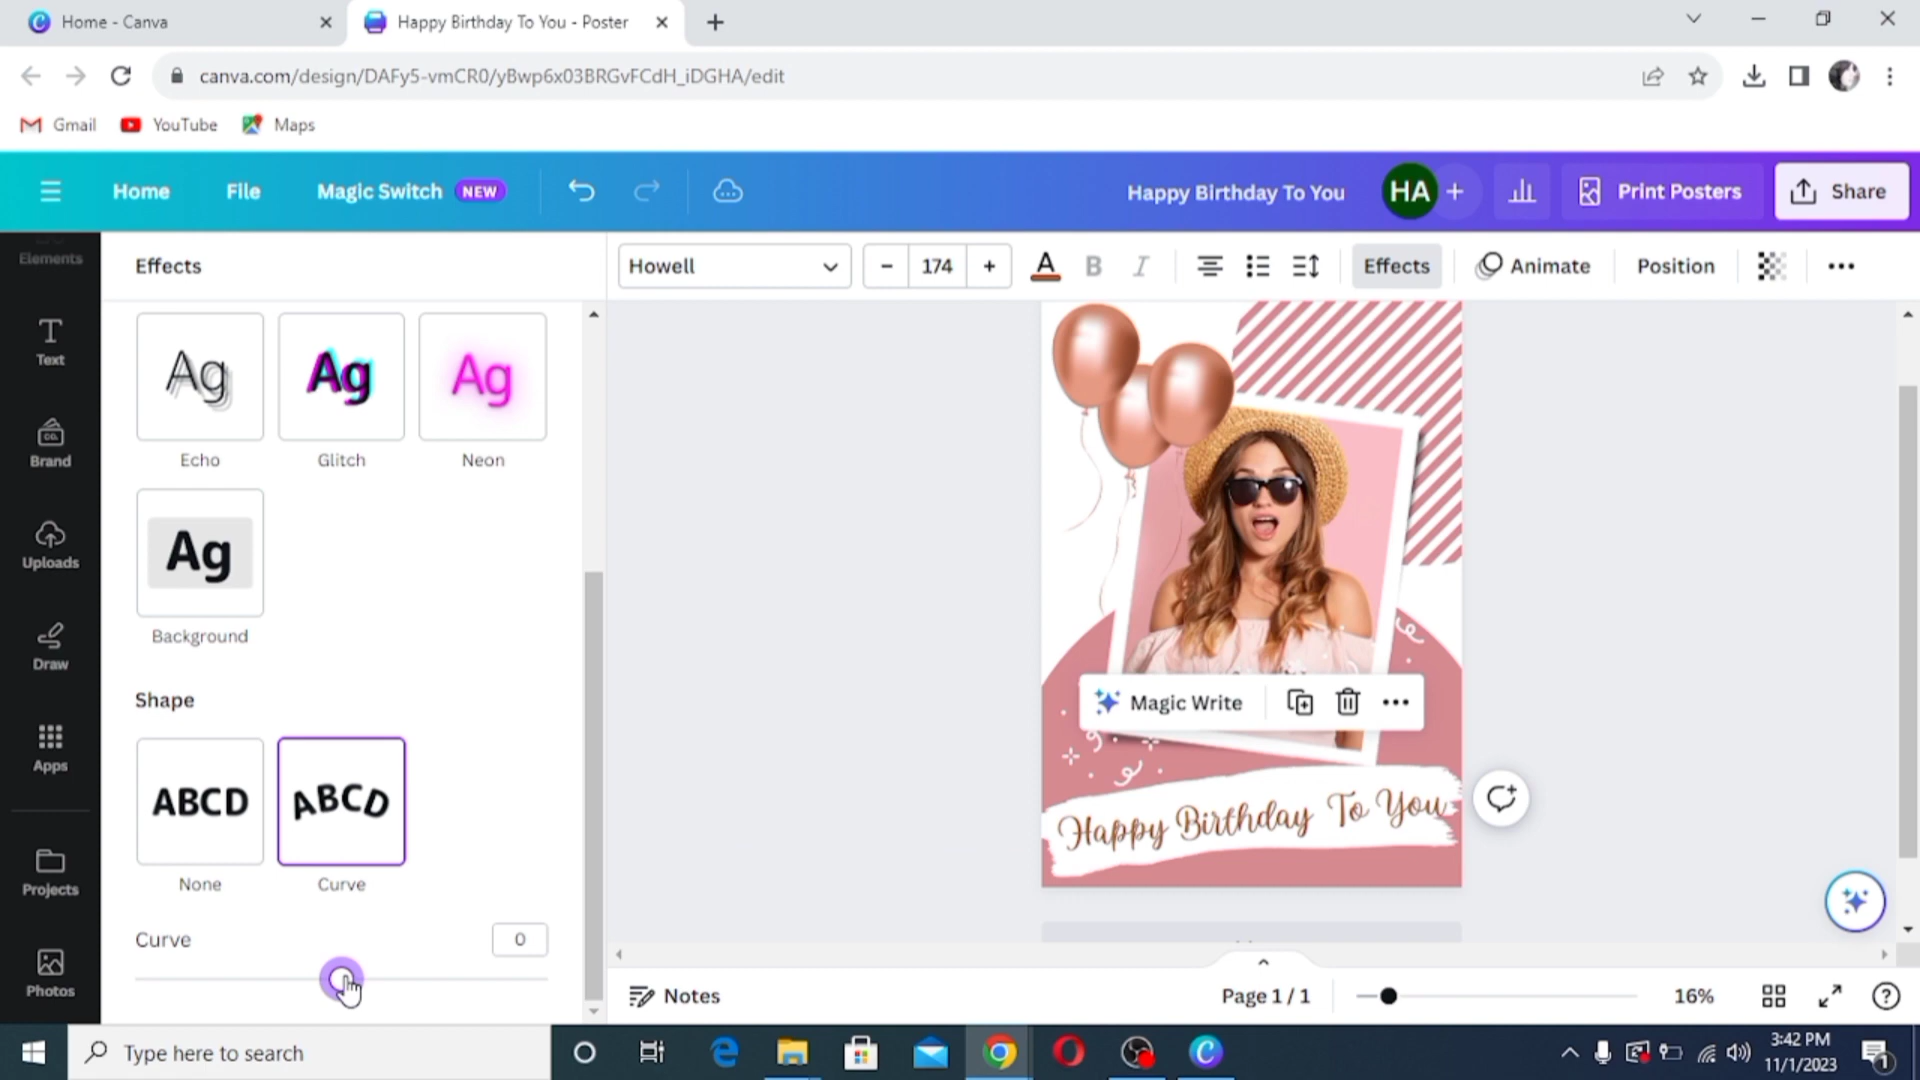 Home - Canva
Happy Birthday To You - Poster
canva.com/design/DAFy5-vmCR0/yBwp6x03BRGvFCdH_iDGHA/edit
Gmail
YouTube
Maps
Home
File
Magic Switch
NEW
Happy Birthday To You
HA
Print Posters
Share
Elements
Effects
Howell
174
A
B
I
Effects
Animate
Position
Text
Brand
Uploads
Draw
Apps
Projects
Photos
Ag
Ag
Ag
Echo
Glitch
Neon
Ag
Background
Shape
ABCD
ABCD
None
Curve
Curve
0
Magic Write
Happy Birthday To You
Notes
Page 1 / 1
16%
Type here to search
3:42 PM
11/1/2023
1